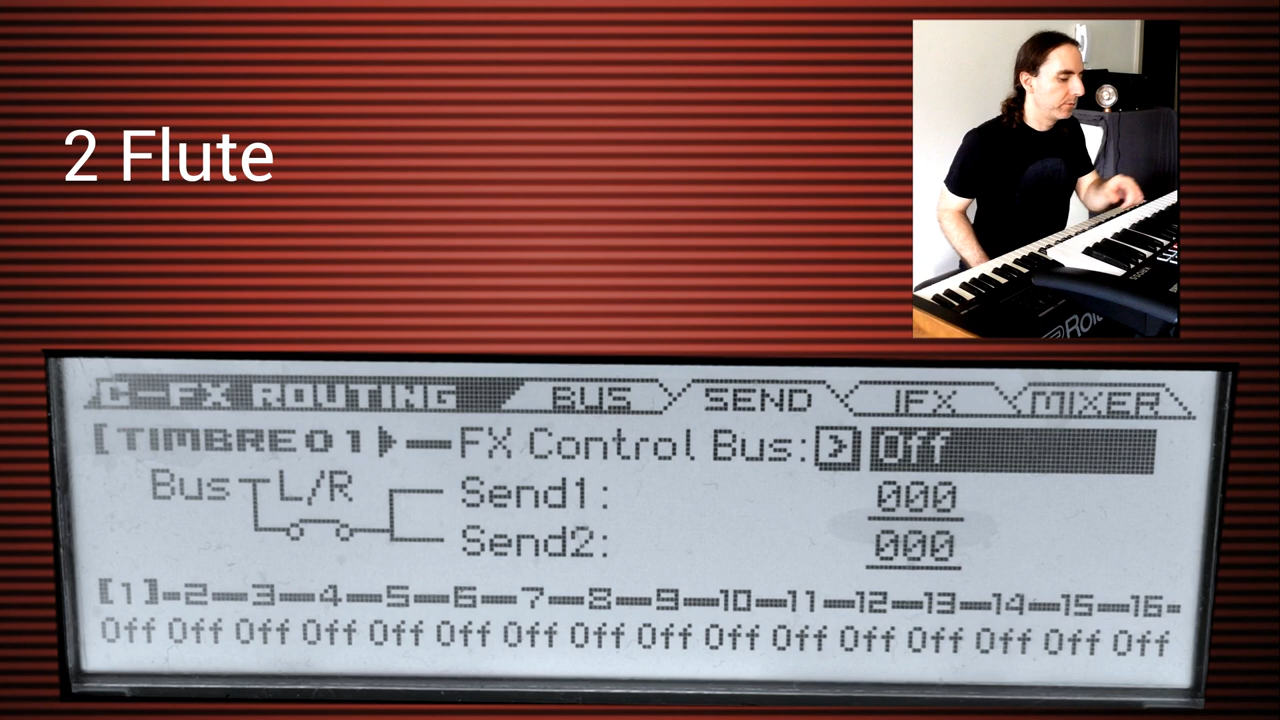 2 Flute
C-FX ROUTING BUS SEND IFX MIXER
[TIMBRE01 FX Control Bus: > Off
Bus L/R Send1: 000
Send2: 000
[1]-2-3-4-5-6-7-8-9-10-11-12-13-14-15-16-
Off Off Off Off Off Off Off Off Off Off Off Off Off Off Off Off
KROSS
Rol